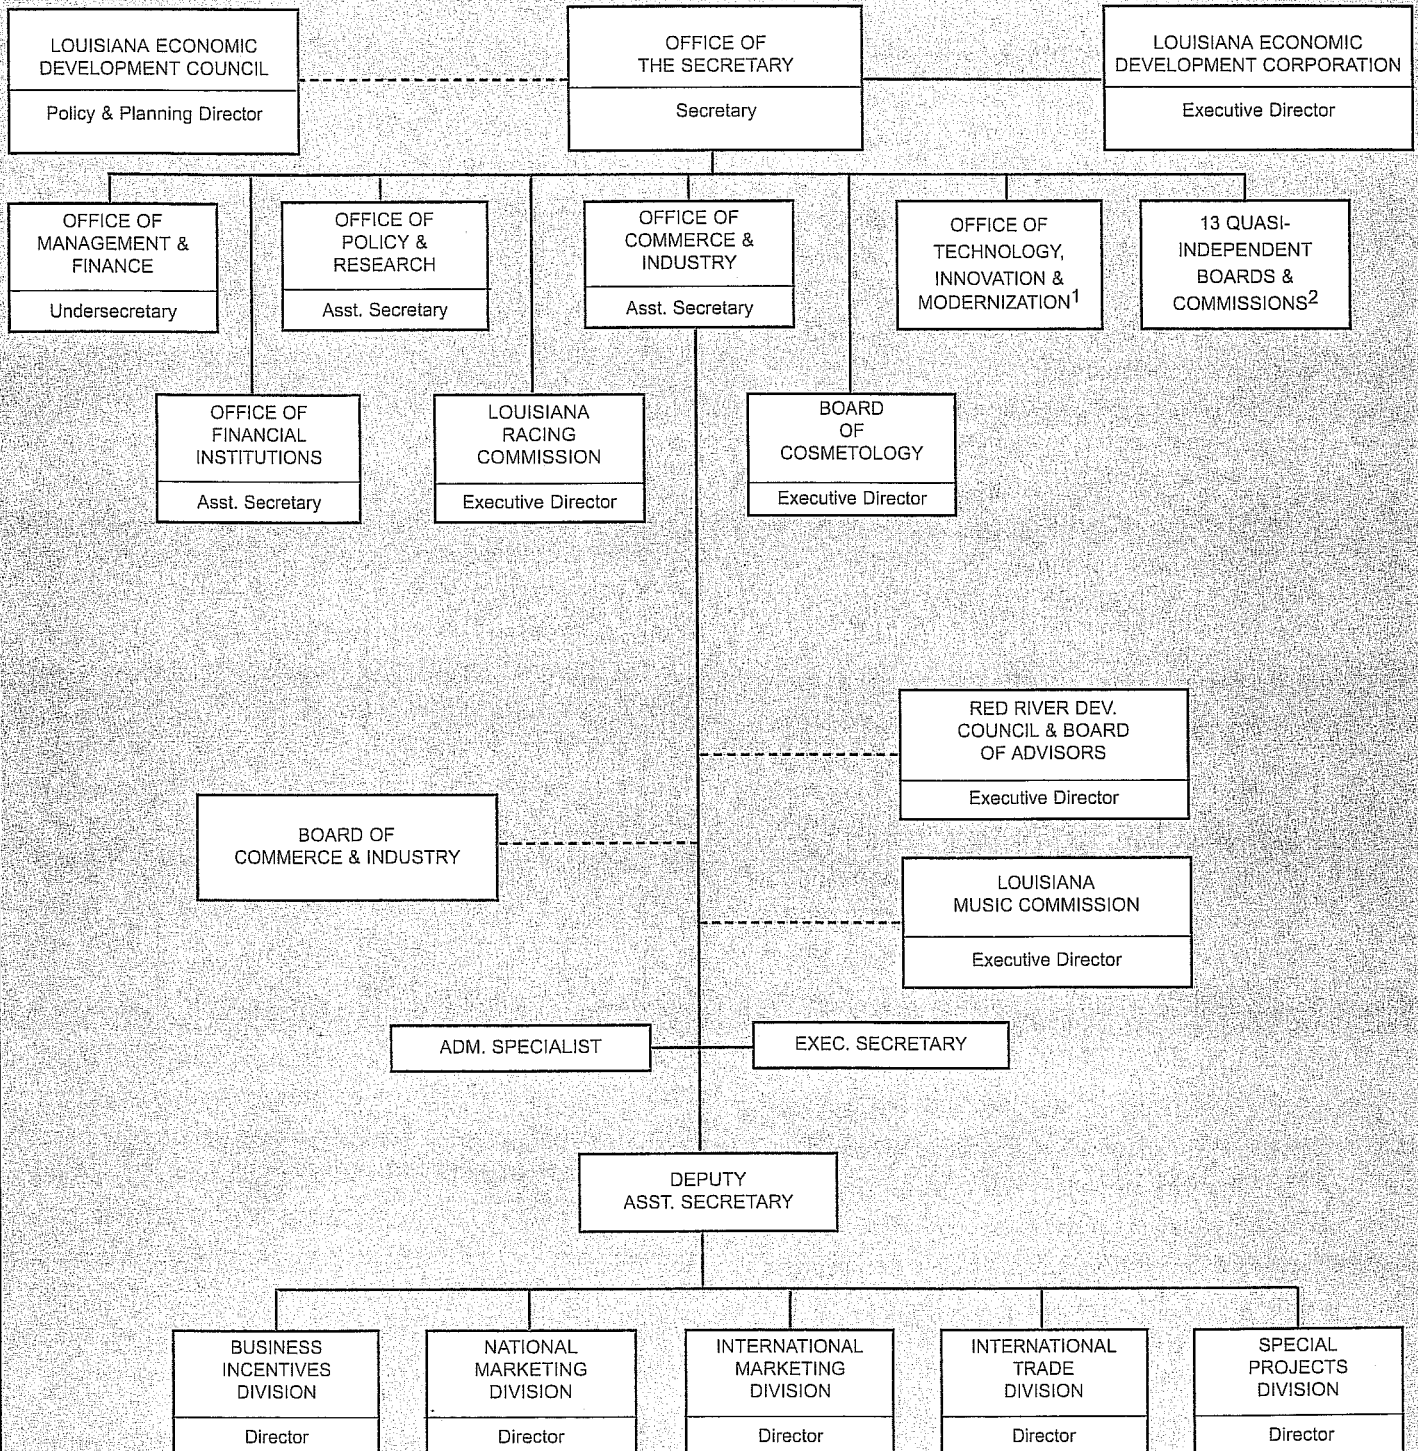 LOUISIANA ECONOMIC
DEVELOPMENT COUNCIL
Policy & Planning Director
OFFICE OF
THE SECRETARY
Secretary
LOUISIANA ECONOMIC
DEVELOPMENT CORPORATION
Executive Director
OFFICE OF
MANAGEMENT &
FINANCE
Undersecretary
OFFICE OF
POLICY &
RESEARCH
Asst. Secretary
OFFICE OF
COMMERCE &
INDUSTRY
Asst. Secretary
OFFICE OF
TECHNOLOGY,
INNOVATION &
MODERNIZATION1
13 QUASI-
INDEPENDENT
BOARDS &
COMMISSIONS2
OFFICE OF
FINANCIAL
INSTITUTIONS
Asst. Secretary
LOUISIANA
RACING
COMMISSION
Executive Director
BOARD
OF
COSMETOLOGY
Executive Director
RED RIVER DEV.
COUNCIL & BOARD
OF ADVISORS
Executive Director
BOARD OF
COMMERCE & INDUSTRY
LOUISIANA
MUSIC COMMISSION
Executive Director
ADM. SPECIALIST
EXEC. SECRETARY
DEPUTY
ASST. SECRETARY
BUSINESS
INCENTIVES
DIVISION
Director
NATIONAL
MARKETING
DIVISION
Director
INTERNATIONAL
MARKETING
DIVISION
Director
INTERNATIONAL
TRADE
DIVISION
Director
SPECIAL
PROJECTS
DIVISION
Director